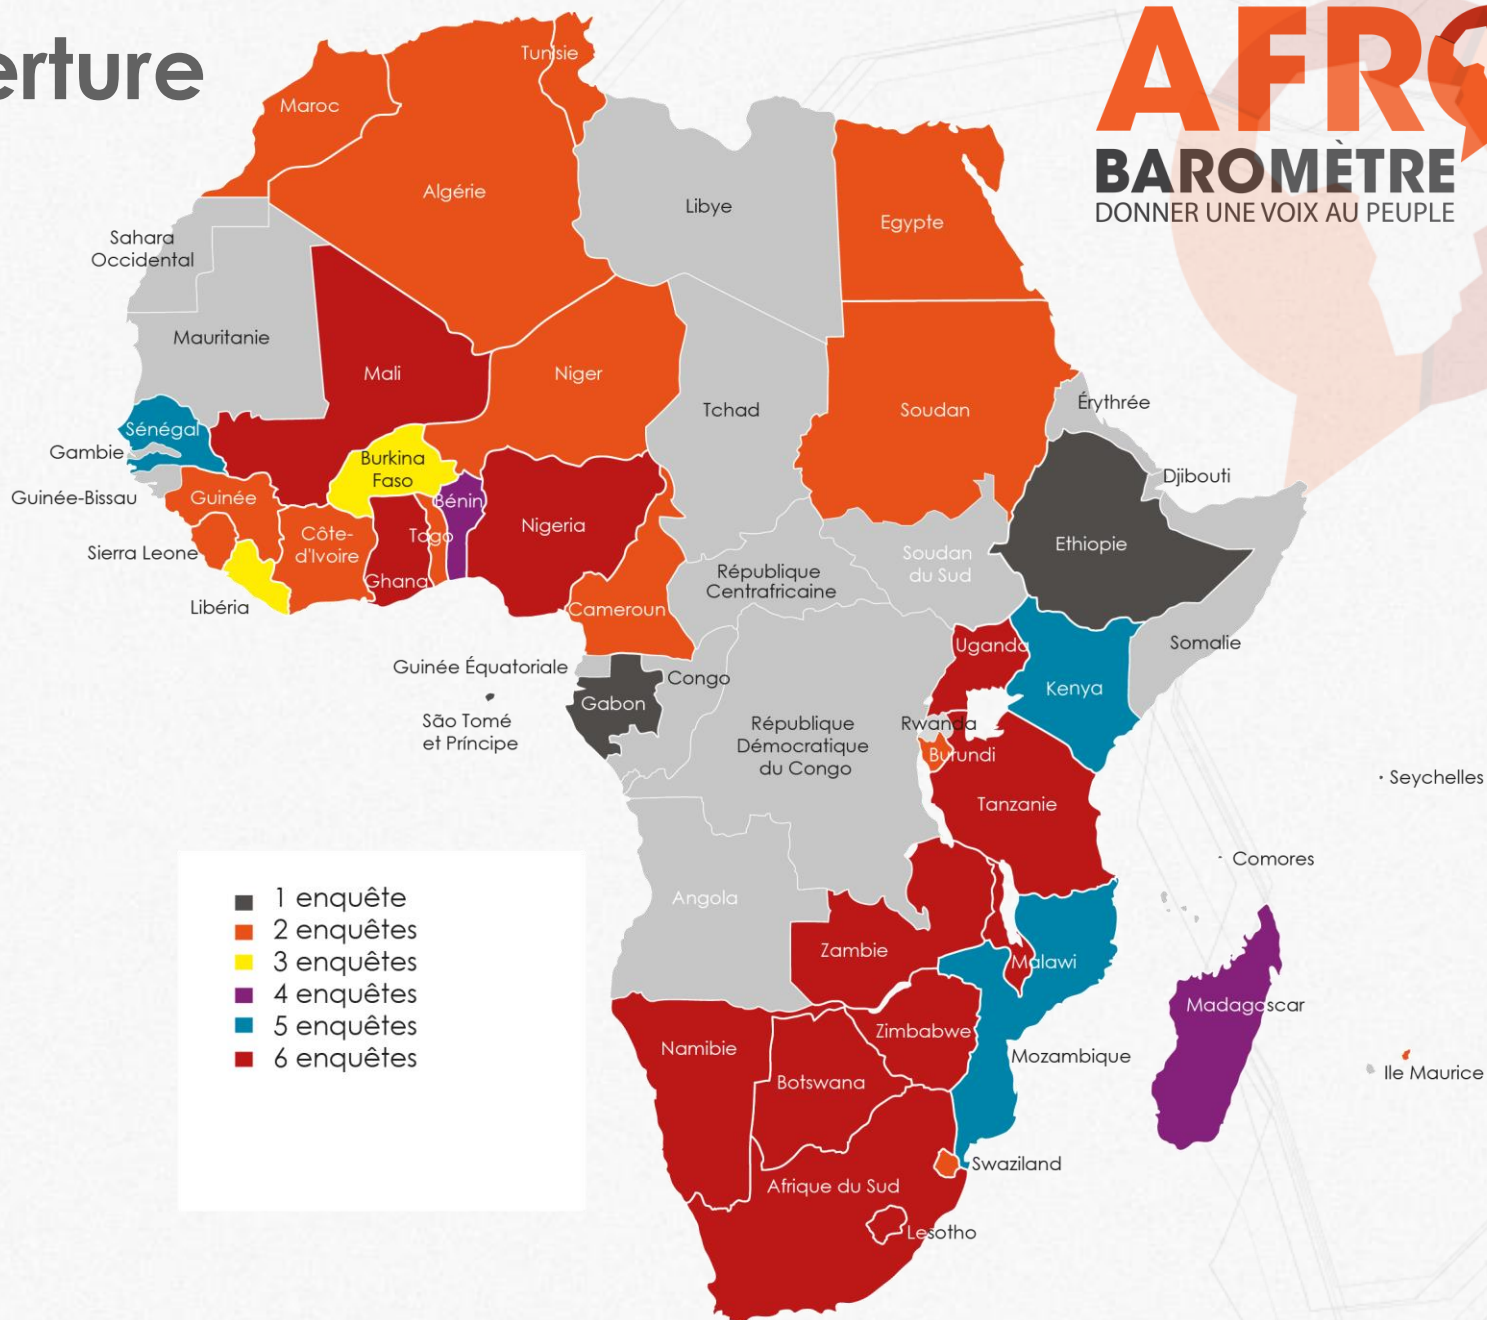 erture
AFRO
BAROMÈTRE
DONNER UNE VOIX AU PEUPLE
Tunisie
Maroc
Algérie
Libye
Egypte
Sahara
Occidental
Mauritanie
Mali
Niger
Tchad
Soudan
Érythrée
Sénégal
Gambie
Burkina
Faso
Djibouti
Guinée-Bissau
Guinée
Bénin
Nigeria
Côte-
d'Ivoire
Togo
Ethiopie
Sierra Leone
Ghana
Soudan
du Sud
République
Centrafricaine
Libéria
Cameroun
Uganda
Somalie
Guinée Équatoriale
Congo
Kenya
Gabon
São Tomé
et Príncipe
République
Démocratique
du Congo
Rwanda
Burundi
Tanzanie
Seychelles
Comores
1 enquête
2 enquêtes
3 enquêtes
4 enquêtes
5 enquêtes
6 enquêtes
Angola
Zambie
Malawi
Madagascar
Zimbabwe
Namibie
Mozambique
Botswana
Ile Maurice
Swaziland
Afrique du Sud
Lesotho